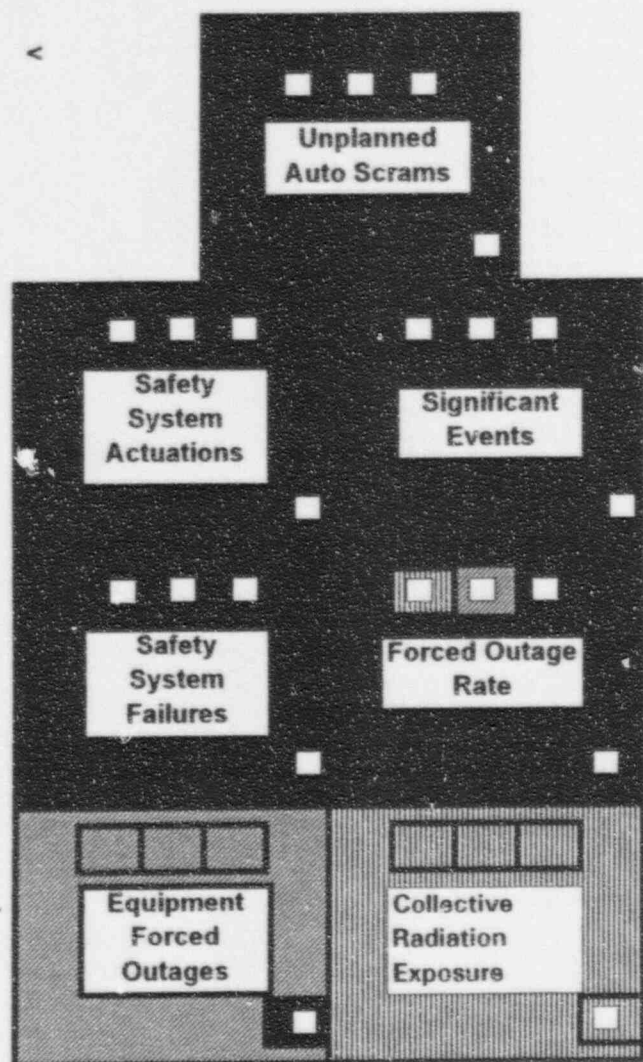 <
Unplanned
Auto Scrams
Safety
System
Actuations
Significant
Events
Safety
System
Failures
Forced Outage
Rate
Equipment
Forced
Outages
Collective
Radiation
Exposure